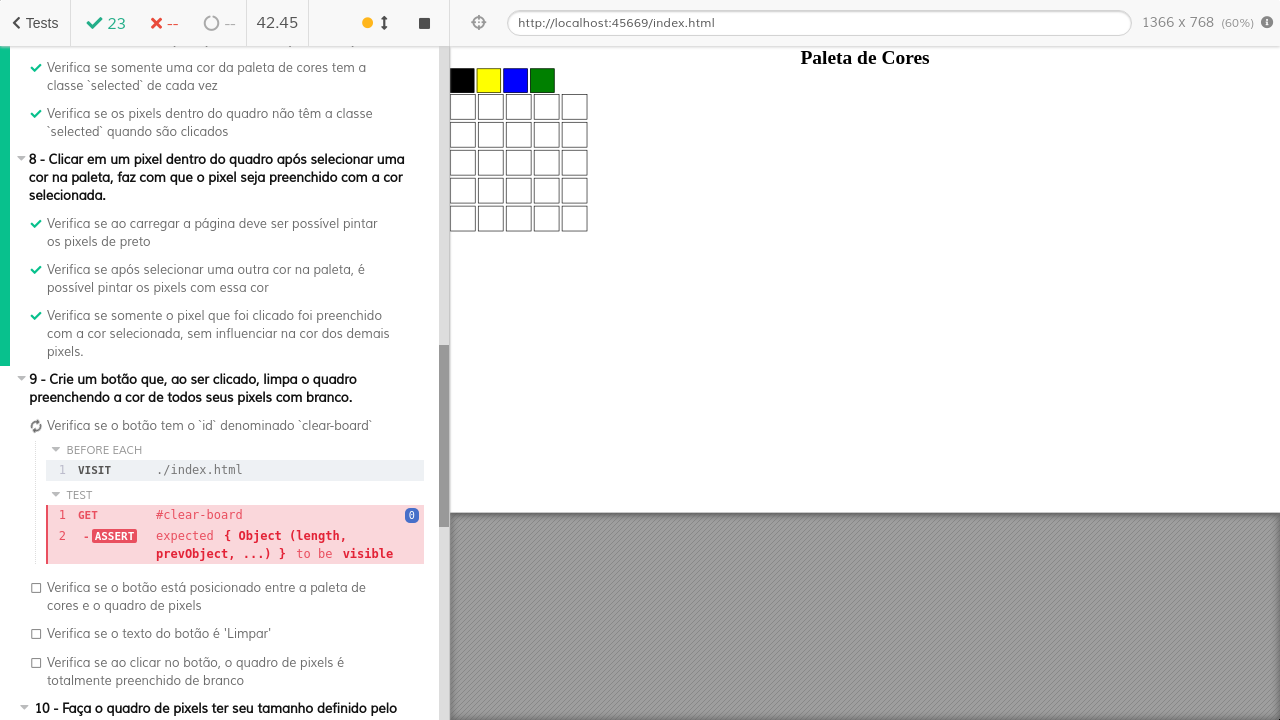 Tests
23
--
--
42.45
http://localhost:45669/index.html
1366 x 768 (60%)
Verifica se somente uma cor da paleta de cores tem a
classe `selected` de cada vez
Verifica se os pixels dentro do quadro não têm a classe
`selected` quando são clicados
8 - Clicar em um pixel dentro do quadro após selecionar uma
cor na paleta, faz com que o pixel seja preenchido com a cor
selecionada.
Verifica se ao carregar a página deve ser possível pintar
os pixels de preto
Verifica se após selecionar uma outra cor na paleta, é
possível pintar os pixels com essa cor
Verifica se somente o pixel que foi clicado foi preenchido
com a cor selecionada, sem influenciar na cor dos demais
pixels.
9 - Crie um botão que, ao ser clicado, limpa o quadro
preenchendo a cor de todos seus pixels com branco.
Verifica se o botão tem o `id` denominado `clear-board`
BEFORE EACH
1 VISIT ./index.html
TEST
1 GET #clear-board 0
2 -ASSERT expected { Object (length,
prevObject, ...) } to be visible
Verifica se o botão está posicionado entre a paleta de
cores e o quadro de pixels
Verifica se o texto do botão é 'Limpar'
Verifica se ao clicar no botão, o quadro de pixels é
totalmente preenchido de branco
10 - Faça o quadro de pixels ter seu tamanho definido pelo
Paleta de Cores